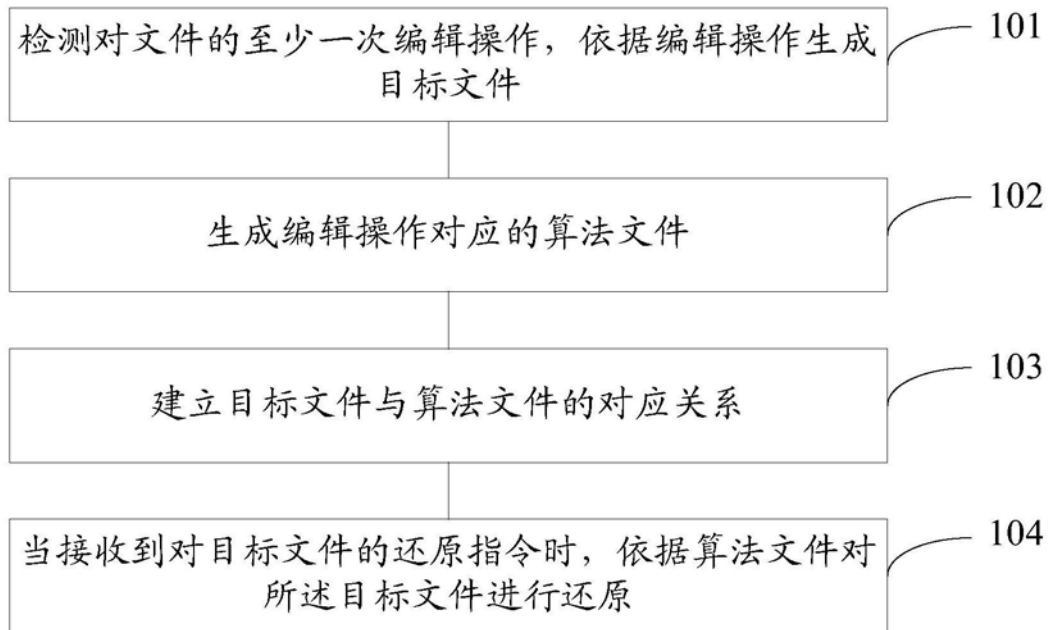 检测对文件的至少一次编辑操作，依据编辑操作生成
目标文件
101
生成编辑操作对应的算法文件
102
建立目标文件与算法文件的对应关系
103
当接收到对目标文件的还原指令时，依据算法文件对
所述目标文件进行还原
104